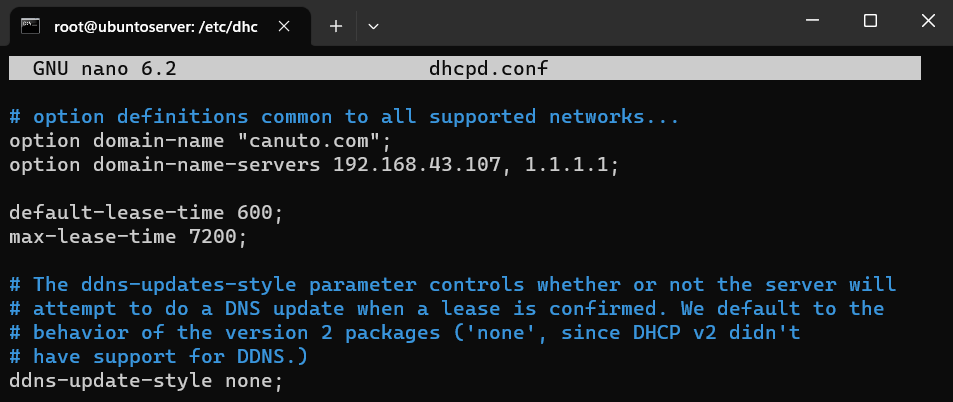 root@ubuntoserver: /etc/dhc
GNU nano 6.2 dhcpd.conf
# option definitions common to all supported networks...
option domain-name "canuto.com";
option domain-name-servers 192.168.43.107, 1.1.1.1;
default-lease-time 600;
max-lease-time 7200;
# The ddns-updates-style parameter controls whether or not the server will
# attempt to do a DNS update when a lease is confirmed. We default to the
# behavior of the version 2 packages ('none', since DHCP v2 didn't
# have support for DDNS.)
ddns-update-style none;